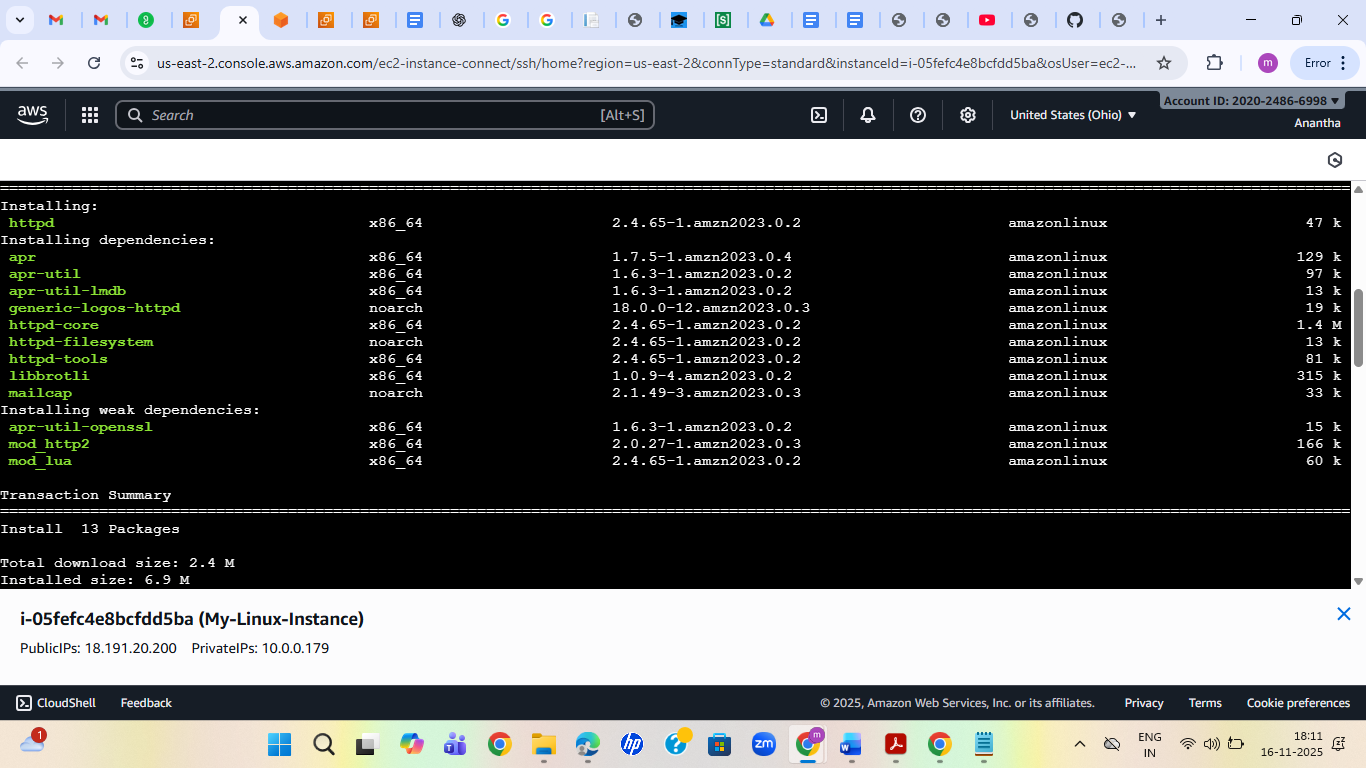 us-east-2.console.aws.amazon.com/ec2-instance-connect/ssh/home?region=us-east-2&connType=standard&instanceId=i-05fefc4e8bcfdd5ba&osUser=ec2-...
m
Error
aws
Search [Alt+S]
United States (Ohio)
Account ID: 2020-2486-6998
Anantha
Installing:
httpd x86_64 2.4.65-1.amzn2023.0.2 amazonlinux 47 k
Installing dependencies:
apr x86_64 1.7.5-1.amzn2023.0.4 amazonlinux 129 k
apr-util x86_64 1.6.3-1.amzn2023.0.2 amazonlinux 97 k
apr-util-lmdb x86_64 1.6.3-1.amzn2023.0.2 amazonlinux 13 k
generic-logos-httpd noarch 18.0.0-12.amzn2023.0.3 amazonlinux 19 k
httpd-core x86_64 2.4.65-1.amzn2023.0.2 amazonlinux 1.4 M
httpd-filesystem noarch 2.4.65-1.amzn2023.0.2 amazonlinux 13 k
httpd-tools x86_64 2.4.65-1.amzn2023.0.2 amazonlinux 81 k
libbrotli x86_64 1.0.9-4.amzn2023.0.2 amazonlinux 315 k
mailcap noarch 2.1.49-3.amzn2023.0.3 amazonlinux 33 k
Installing weak dependencies:
apr-util-openssl x86_64 1.6.3-1.amzn2023.0.2 amazonlinux 15 k
mod_http2 x86_64 2.0.27-1.amzn2023.0.3 amazonlinux 166 k
mod_lua x86_64 2.4.65-1.amzn2023.0.2 amazonlinux 60 k
Transaction Summary
Install 13 Packages
Total download size: 2.4 M
Installed size: 6.9 M
i-05fefc4e8bcfdd5ba (My-Linux-Instance)
PublicIPs: 18.191.20.200 PrivateIPs: 10.0.0.179
CloudShell Feedback © 2025, Amazon Web Services, Inc. or its affiliates. Privacy Terms Cookie preferences
1
hp
zm
m
ENG
IN
18:11
16-11-2025